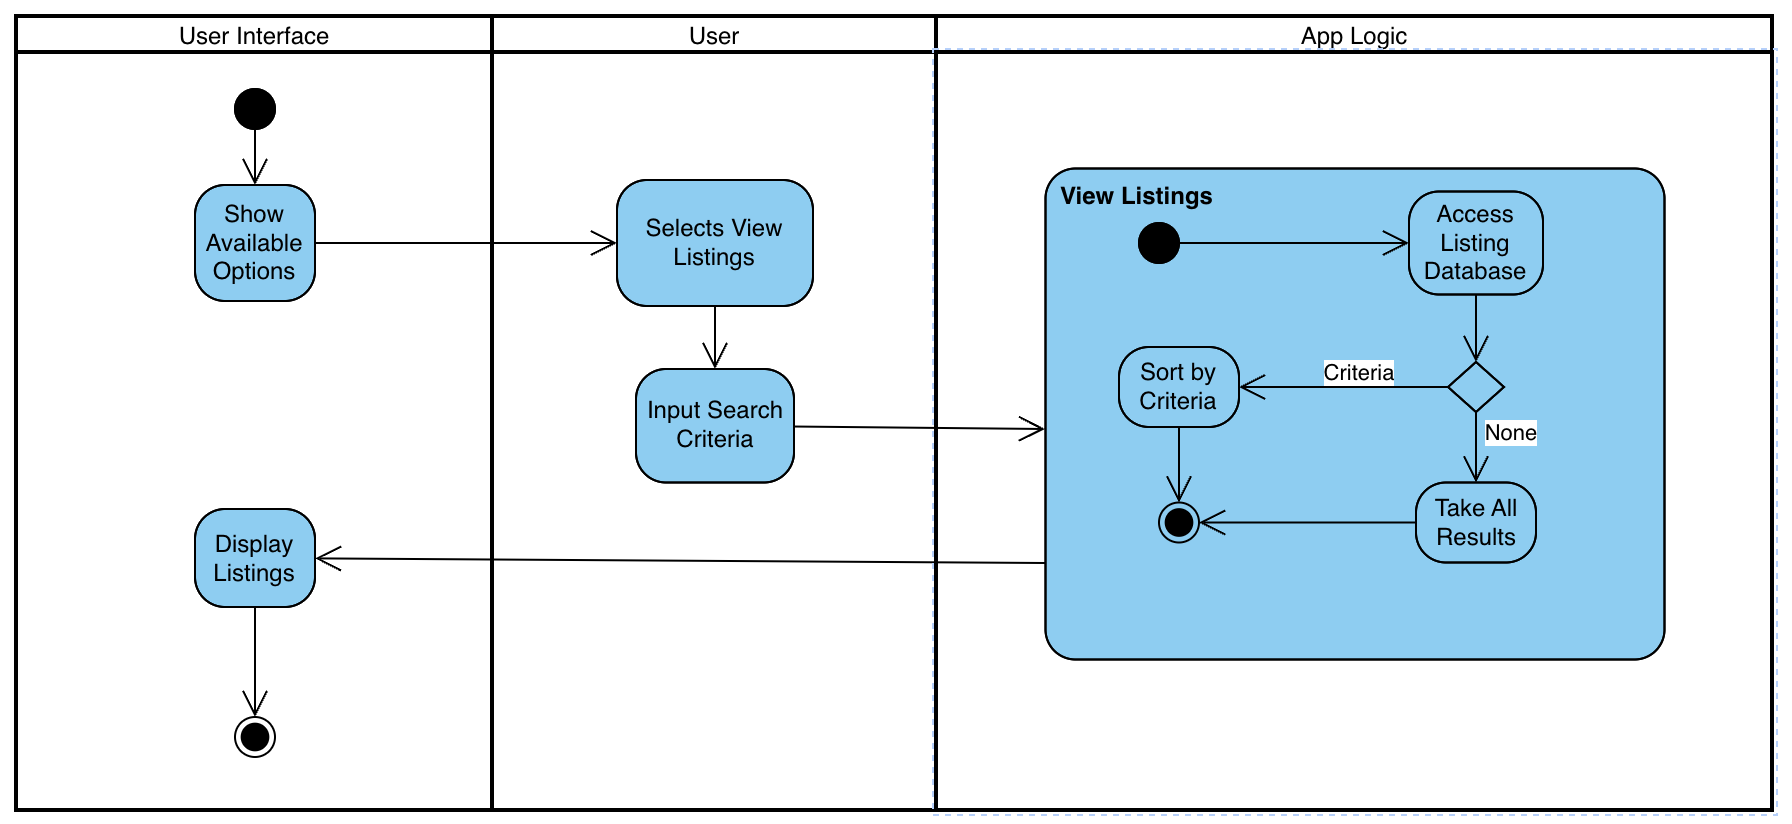 User Interface
User
App Logic
Show
Available
Options
Selects View
Listings
Input Search
Criteria
View Listings
Access
Listing
Database
Criteria
None
Sort by
Criteria
Take All
Results
Display
Listings